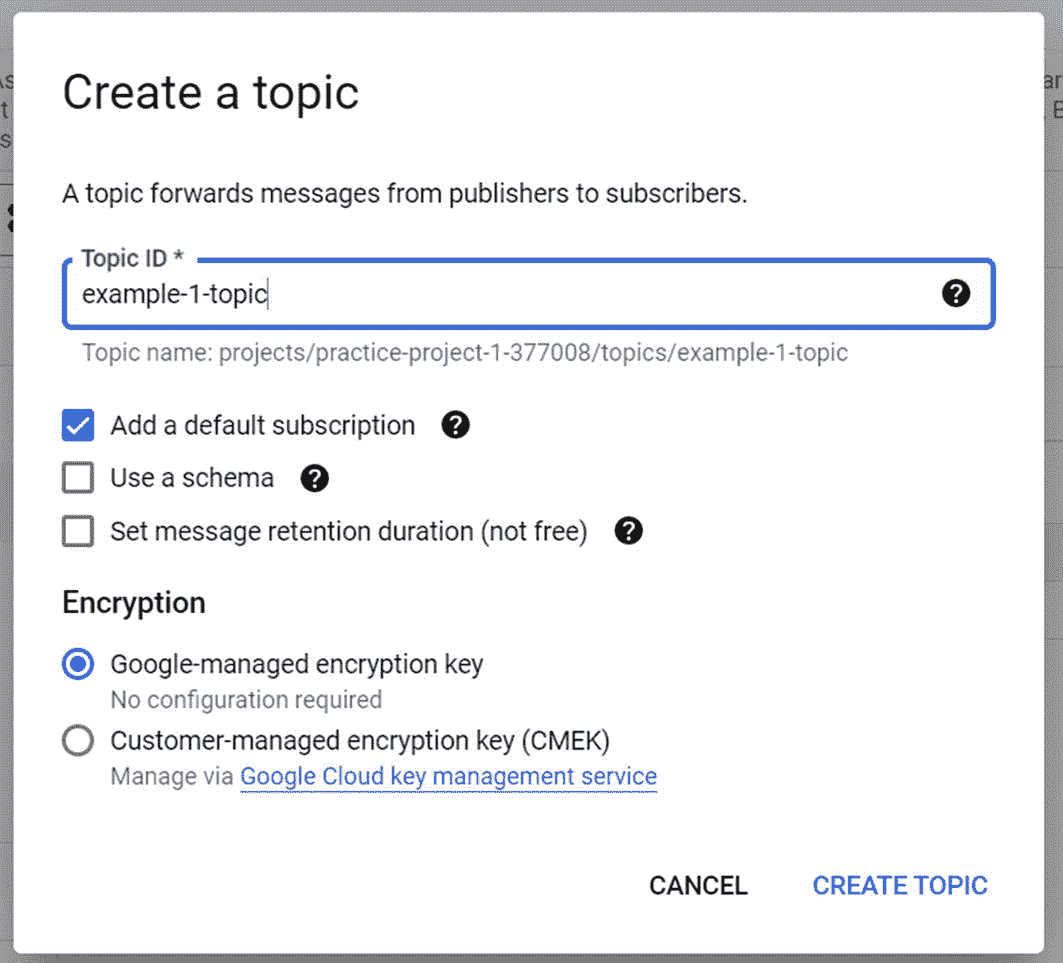 Create a topic
A topic forwards messages from publishers to subscribers.
Topic ID *
example-1-topic
Topic name: projects/practice-project-1-377008/topics/example-1-topic
Add a default subscription
Use a schema
Set message retention duration (not free)
Encryption
Google-managed encryption key
No configuration required
Customer-managed encryption key (CMEK)
Manage via Google Cloud key management service
CANCEL CREATE TOPIC